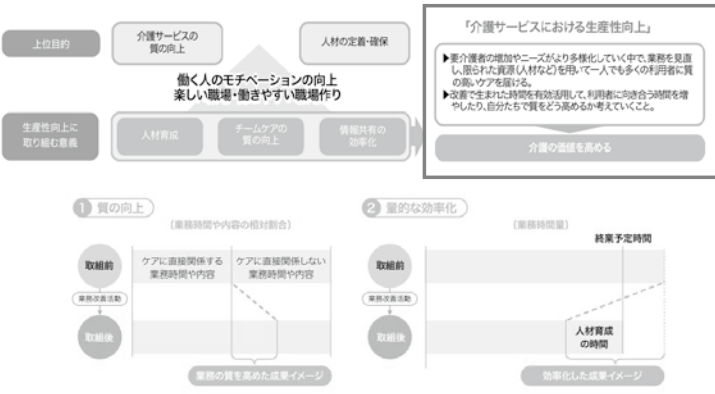 「介護サービスにおける生産性向上」
上位目的
介護サービスの
質の向上
人材の定着・確保
働く人のモチベーションの向上
楽しい職場・働きやすい職場作り
生産性向上に
取り組む意義
人材育成
チームケアの
質の向上
情報共有の
効率化
▶要介護者の増加やニーズがより多様化していく中で、業務を見直
し、限られた資源(人材など)を用いて一人でも多くの利用者に質
の高いケアを届ける。
▶改善で生まれた時間を有効活用して、利用者に向き合う時間を増
やしたり、自分たちで質をどう高めるか考えていくこと。
介護の価値を高める
1 質の向上
(業務時間や内容の相対割合)
取組前
ケアに直接関係する
業務時間や内容
ケアに直接関係しない
業務時間や内容
業務改善活動
取組後
業務の質を高めた成果イメージ
2 量的な効率化
(業務時間量)
終業予定時間
取組前
業務改善活動
取組後
人材育成
の時間
効率化した成果イメージ